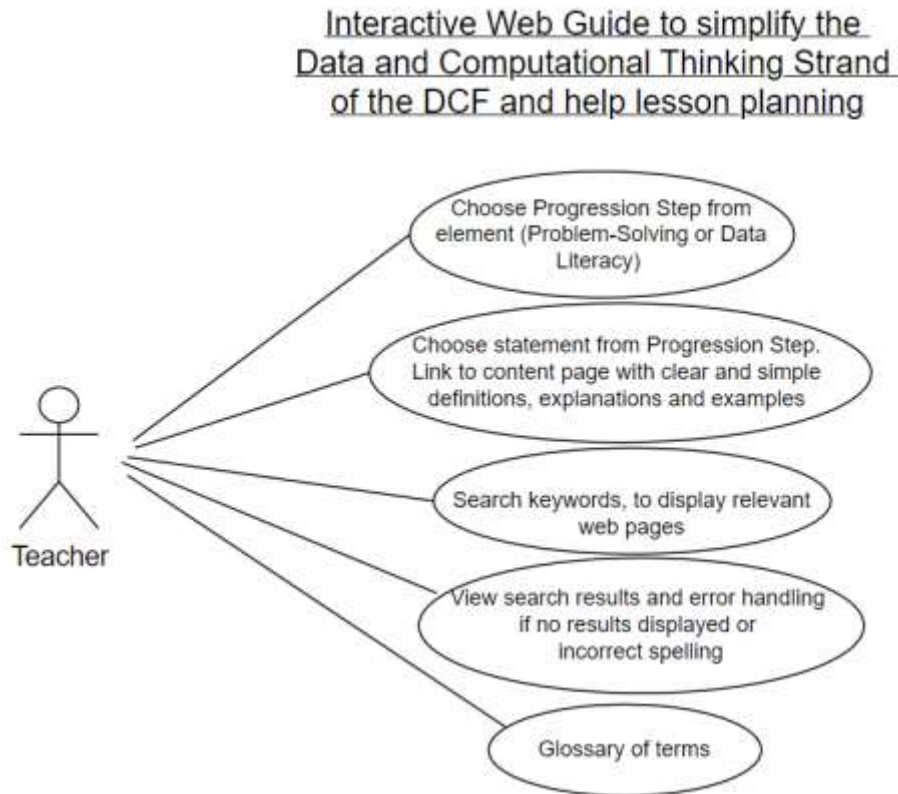 Interactive Web Guide to simplify the
Data and Computational Thinking Strand
of the DCF and help lesson planning
Choose Progression Step from
element (Problem-Solving or Data
Literacy)
Choose statement from Progression Step.
Link to content page with clear and simple
definitions, explanations and examples
Search keywords, to display relevant
web pages
View search results and error handling
if no results displayed or
incorrect spelling
Glossary of terms
Teacher